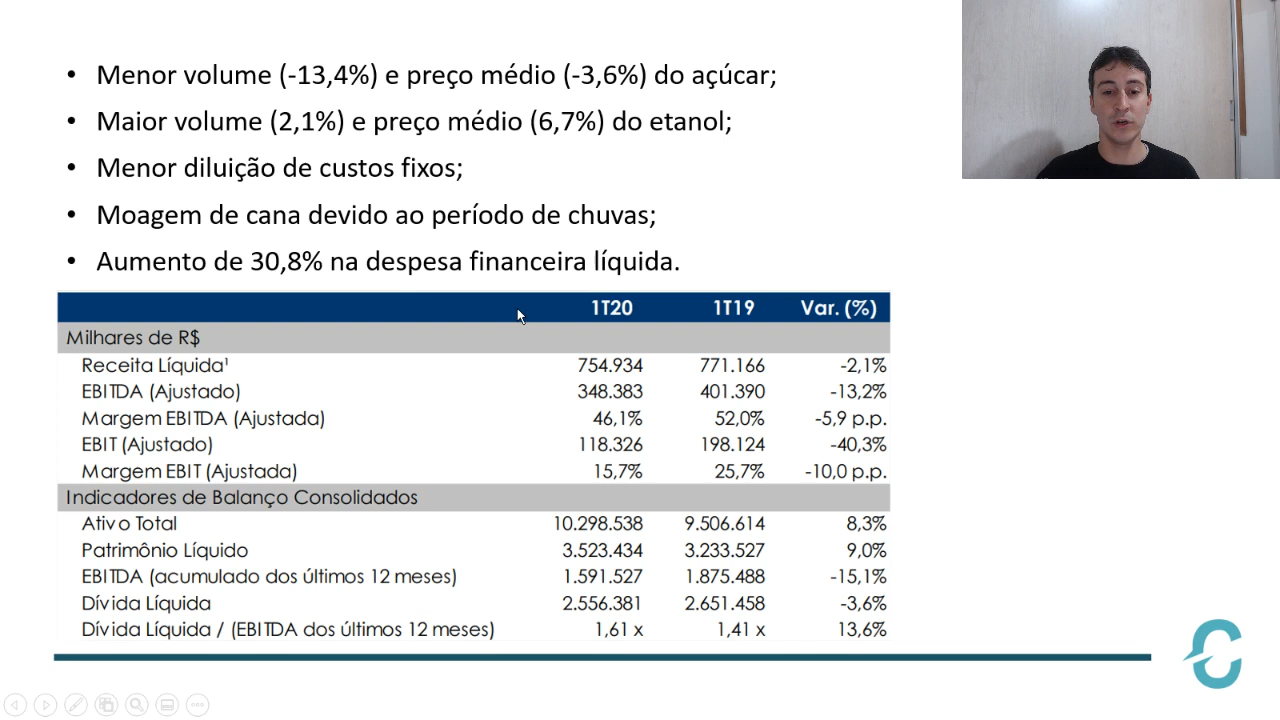 • Menor volume (-13,4%) e preço médio (-3,6%) do açúcar;
• Maior volume (2,1%) e preço médio (6,7%) do etanol;
• Menor diluição de custos fixos;
• Moagem de cana devido ao período de chuvas;
• Aumento de 30,8% na despesa financeira líquida.
1T20 1T19 Var. (%)
Milhares de R$
Receita Líquida¹ 754.934 771.166 -2,1%
EBITDA (Ajustado) 348.383 401.390 -13,2%
Margem EBITDA (Ajustada) 46,1% 52,0% -5,9 p.p.
EBIT (Ajustado) 118.326 198.124 -40,3%
Margem EBIT (Ajustada) 15,7% 25,7% -10,0 p.p.
Indicadores de Balanço Consolidados
Ativo Total 10.298.538 9.506.614 8,3%
Patrimônio Líquido 3.523.434 3.233.527 9,0%
EBITDA (acumulado dos últimos 12 meses) 1.591.527 1.875.488 -15,1%
Dívida Líquida 2.556.381 2.651.458 -3,6%
Dívida Líquida / (EBITDA dos últimos 12 meses) 1,61 x 1,41 x 13,6%